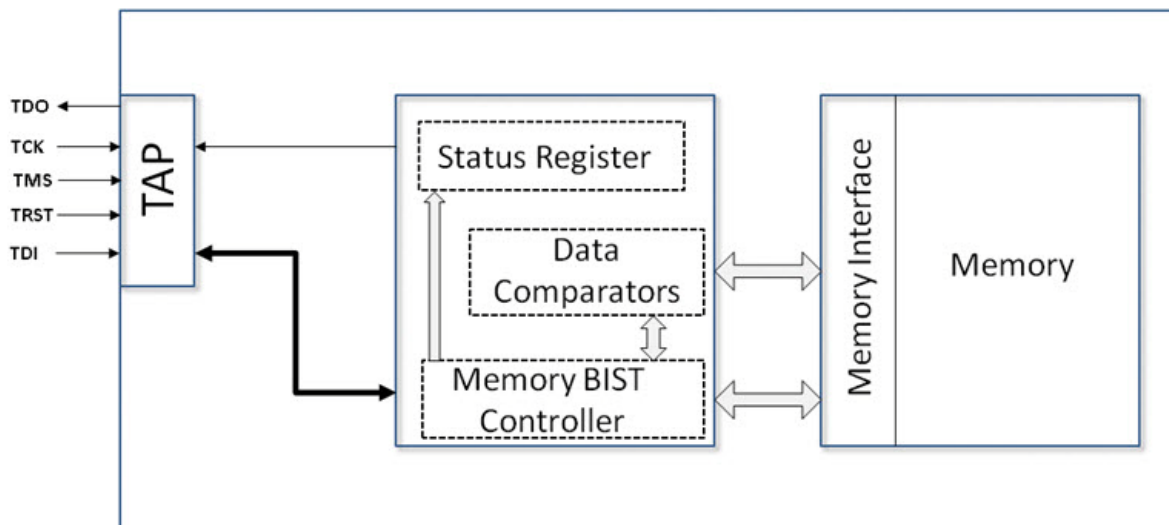 TDO
TCK
TMS
TRST
TDI
TAP
Status Register
Data
Comparators
Memory BIST
Controller
Memory Interface
Memory